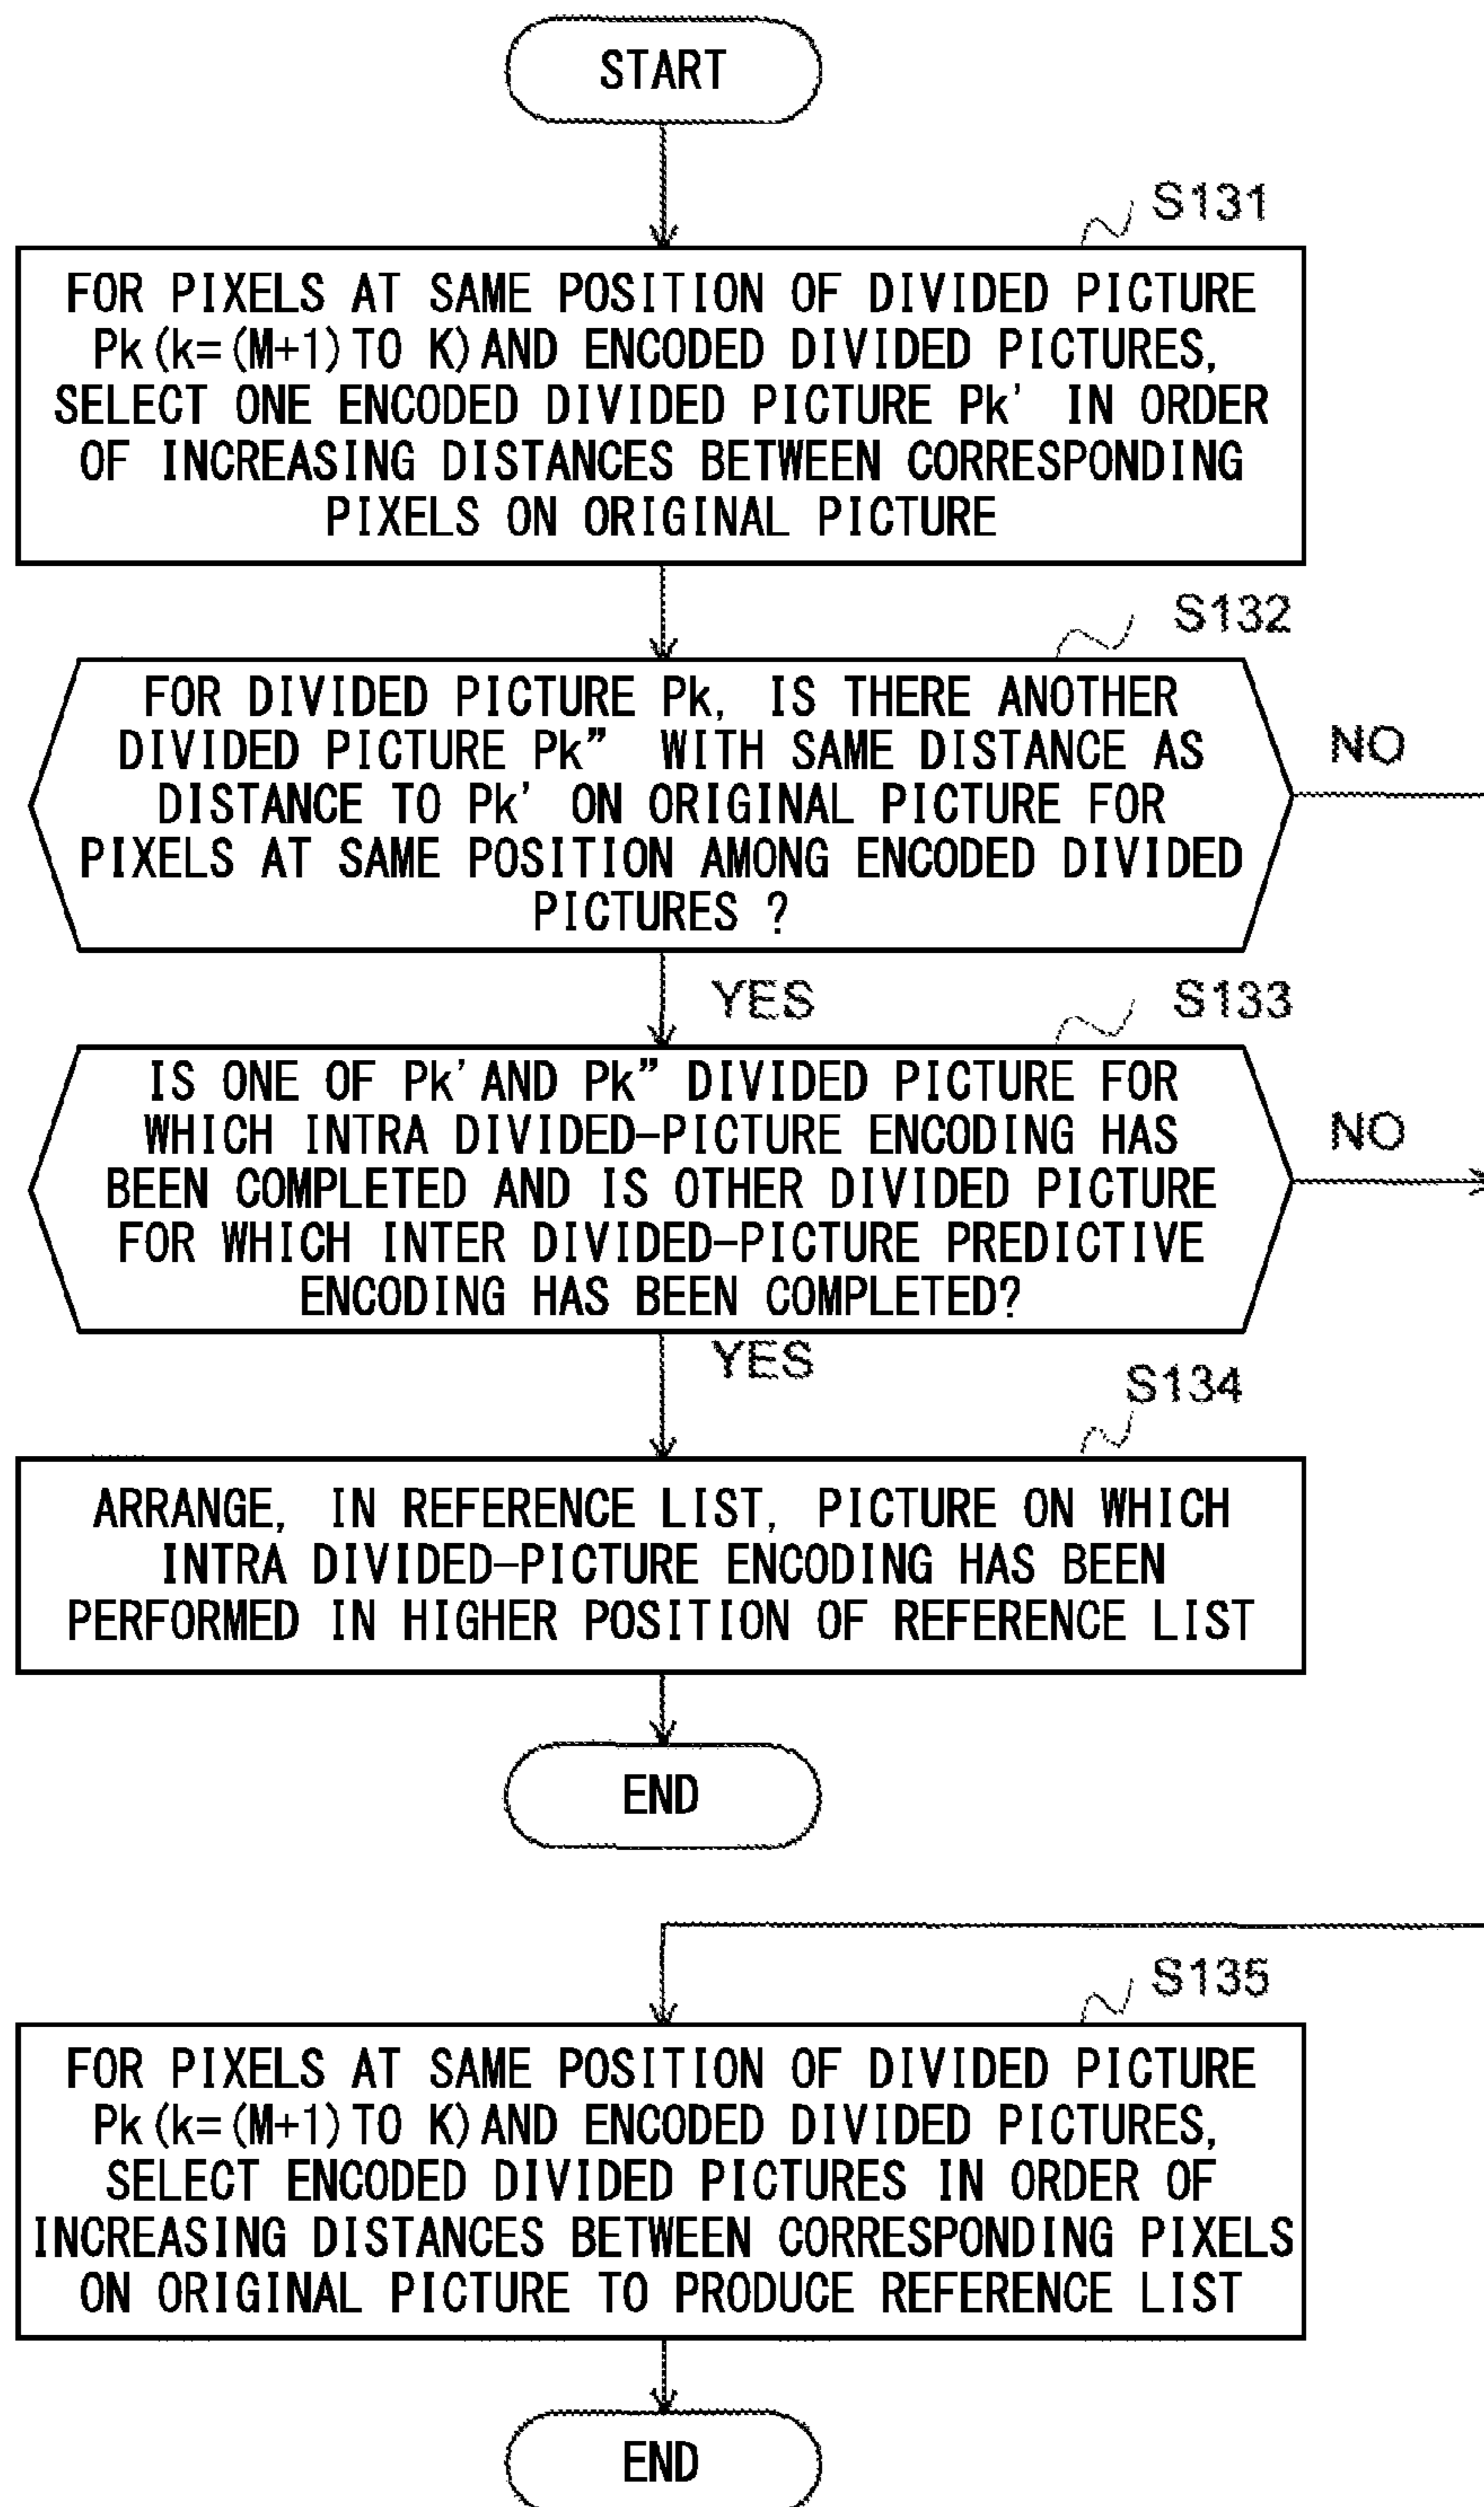 START
S131
FOR PIXELS AT SAME POSITION OF DIVIDED PICTURE
Pk(k=(M+1)TO K)AND ENCODED DIVIDED PICTURES,
SELECT ONE ENCODED DIVIDED PICTURE Pk' IN ORDER
OF INCREASING DISTANCES BETWEEN CORRESPONDING
PIXELS ON ORIGINAL PICTURE
S132
FOR DIVIDED PICTURE Pk, IS THERE ANOTHER
DIVIDED PICTURE Pk” WITH SAME DISTANCE AS
DISTANCE TO Pk' ON ORIGINAL PICTURE FOR
PIXELS AT SAME POSITION AMONG ENCODED DIVIDED
PICTURES ?
NO
YES
S133
IS ONE OF Pk'AND Pk” DIVIDED PICTURE FOR
WHICH INTRA DIVIDED-PICTURE ENCODING HAS
BEEN COMPLETED AND IS OTHER DIVIDED PICTURE
FOR WHICH INTER DIVIDED-PICTURE PREDICTIVE
ENCODING HAS BEEN COMPLETED?
NO
YES
S134
ARRANGE, IN REFERENCE LIST, PICTURE ON WHICH
INTRA DIVIDED-PICTURE ENCODING HAS BEEN
PERFORMED IN HIGHER POSITION OF REFERENCE LIST
END
S135
FOR PIXELS AT SAME POSITION OF DIVIDED PICTURE
Pk(k=(M+1)TO K)AND ENCODED DIVIDED PICTURES,
SELECT ENCODED DIVIDED PICTURES IN ORDER OF
INCREASING DISTANCES BETWEEN CORRESPONDING PIXELS
ON ORIGINAL PICTURE TO PRODUCE REFERENCE LIST
END